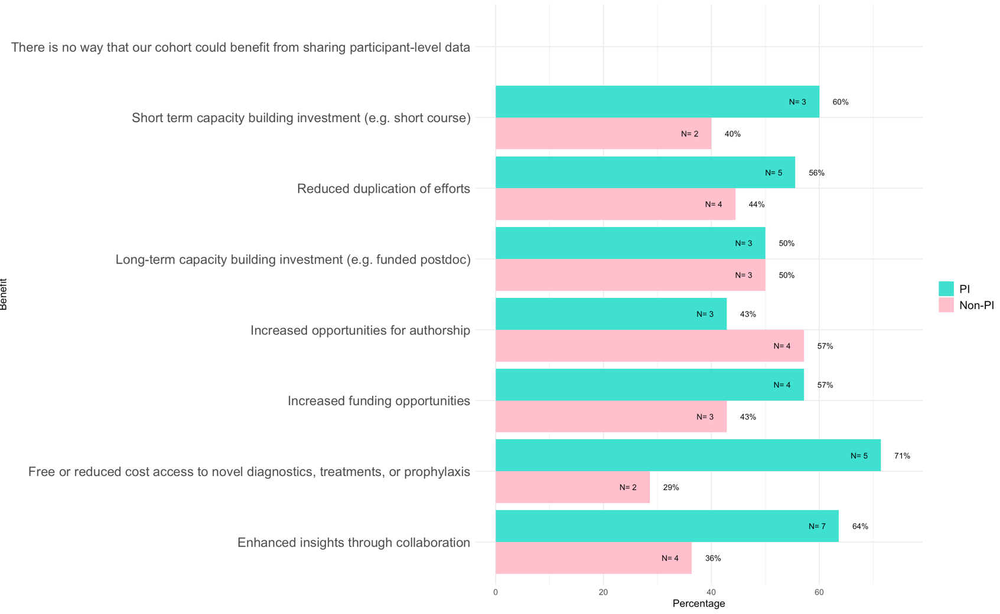 There is no way that our cohort could benefit from sharing participant-level data
Short term capacity building investment (e.g. short course)
N= 3 60%
N= 2 40%
Reduced duplication of efforts
N= 5 56%
N= 4 44%
Long-term capacity building investment (e.g. funded postdoc)
N= 3 50%
N= 3 50%
Increased opportunities for authorship
N= 3 43%
N= 4 57%
Increased funding opportunities
N= 4 57%
N= 3 43%
Free or reduced cost access to novel diagnostics, treatments, or prophylaxis
N= 5 71%
N= 2 29%
Enhanced insights through collaboration
N= 7 64%
N= 4 36%
0 20 40 60
Percentage
Benefit
PI
Non-PI